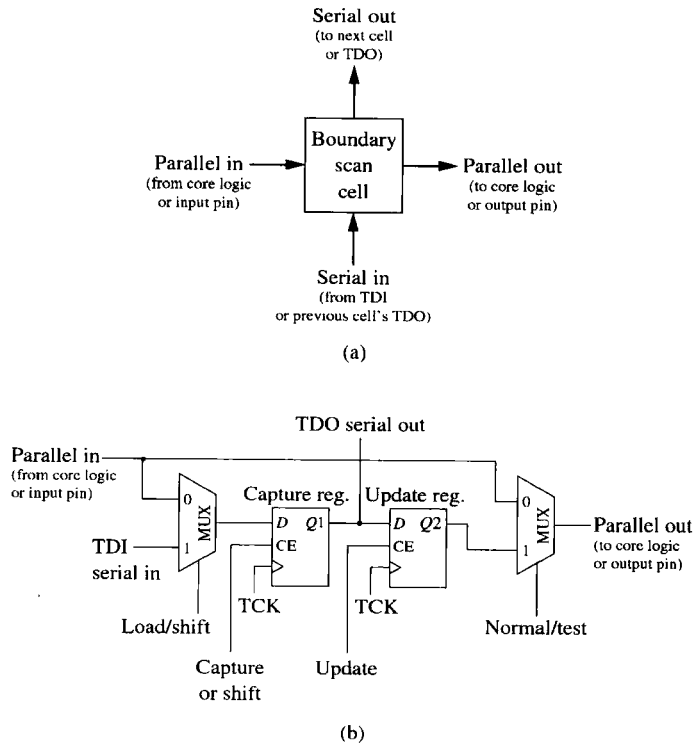 Serial out
(to next cell
or TDO)
Boundary
scan
cell
Parallel in
(from core logic
or input pin)
Parallel out
(to core logic
or output pin)
Serial in
(from TDI
or previous cell's TDO)
(a)
TDO serial out
Parallel in
(from core logic
or input pin)
0
MUX
1
TDI
serial in
Load/shift
Capture reg.
D Q1
CE
TCK
Capture
or shift
Update reg.
D Q2
CE
TCK
Update
0
MUX
1
Parallel out
(to core logic
or output pin)
Normal/test
(b)